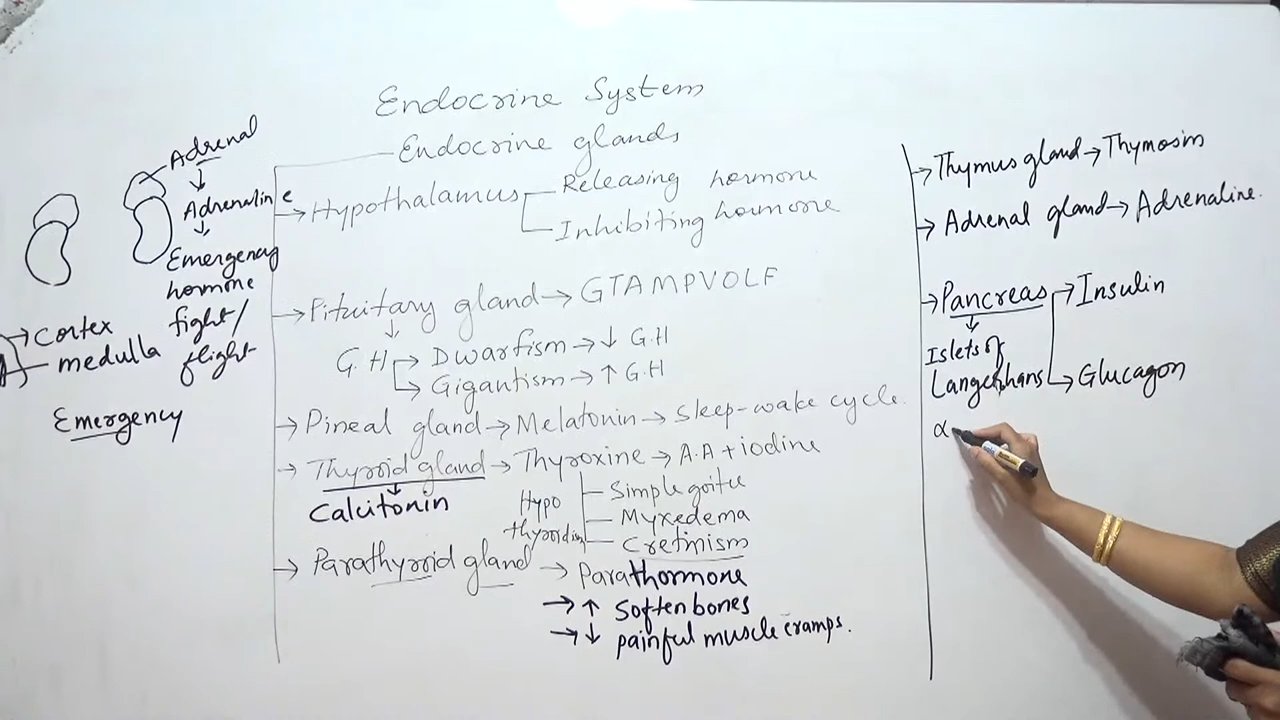 Endocrine System
Endocrine glands
Adrenal
Adrenaline
Emergency
hormone
fight/
flight
cortex
medulla
Emergency
Hypothalamus
Releasing hormone
Inhibiting hormone
Pituitary gland → GTAMPVOLF
G.H → Dwarfism → ↓ G.H
→ Gigantism → ↑ G.H
→ Pineal gland → Melatonin → Sleep-wake cycle.
→ Thyroid gland → Thyroxine → A.A + iodine
Calcitonin
Hypo
thyroidism
Simple goitre
Myxedema
Cretinism
→ Parathyroid gland → Parathormone
→ ↑ Soften bones
→ ↓ painful muscle cramps.
→ Thymus gland → Thymosin
→ Adrenal gland → Adrenaline.
→ Pancreas → Insulin
Islets of
Langerhans → Glucagon
α